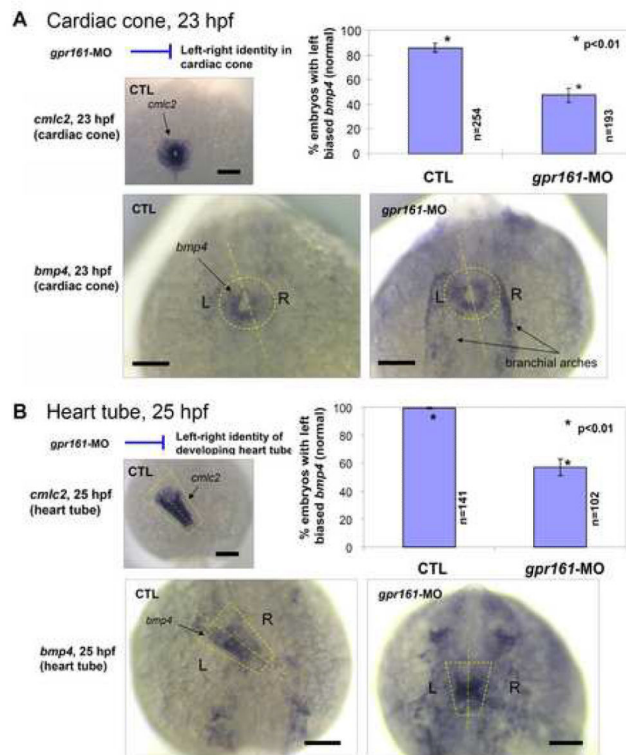 A Cardiac cone, 23 hpf
gpr161-MO
Left-right identity in
cardiac cone
CTL
cmlc2
cmlc2, 23 hpf
(cardiac cone)
% embryos with left
biased bmp4 (normal)
100
80
60
40
20
0
*
n=254
* p<0.01
*
n=193
CTL
gpr161-MO
CTL
bmp4
L
R
bmp4, 23 hpf
(cardiac cone)
gpr161-MO
L
R
branchial arches
B Heart tube, 25 hpf
gpr161-MO
Left-right identity of
developing heart tube
CTL
cmlc2
cmlc2, 25 hpf
(heart tube)
% embryos with left
biased bmp4 (normal)
100
80
60
40
20
0
*
n=141
* p<0.01
*
n=102
CTL
gpr161-MO
CTL
bmp4
R
L
bmp4, 25 hpf
(heart tube)
gpr161-MO
L
R